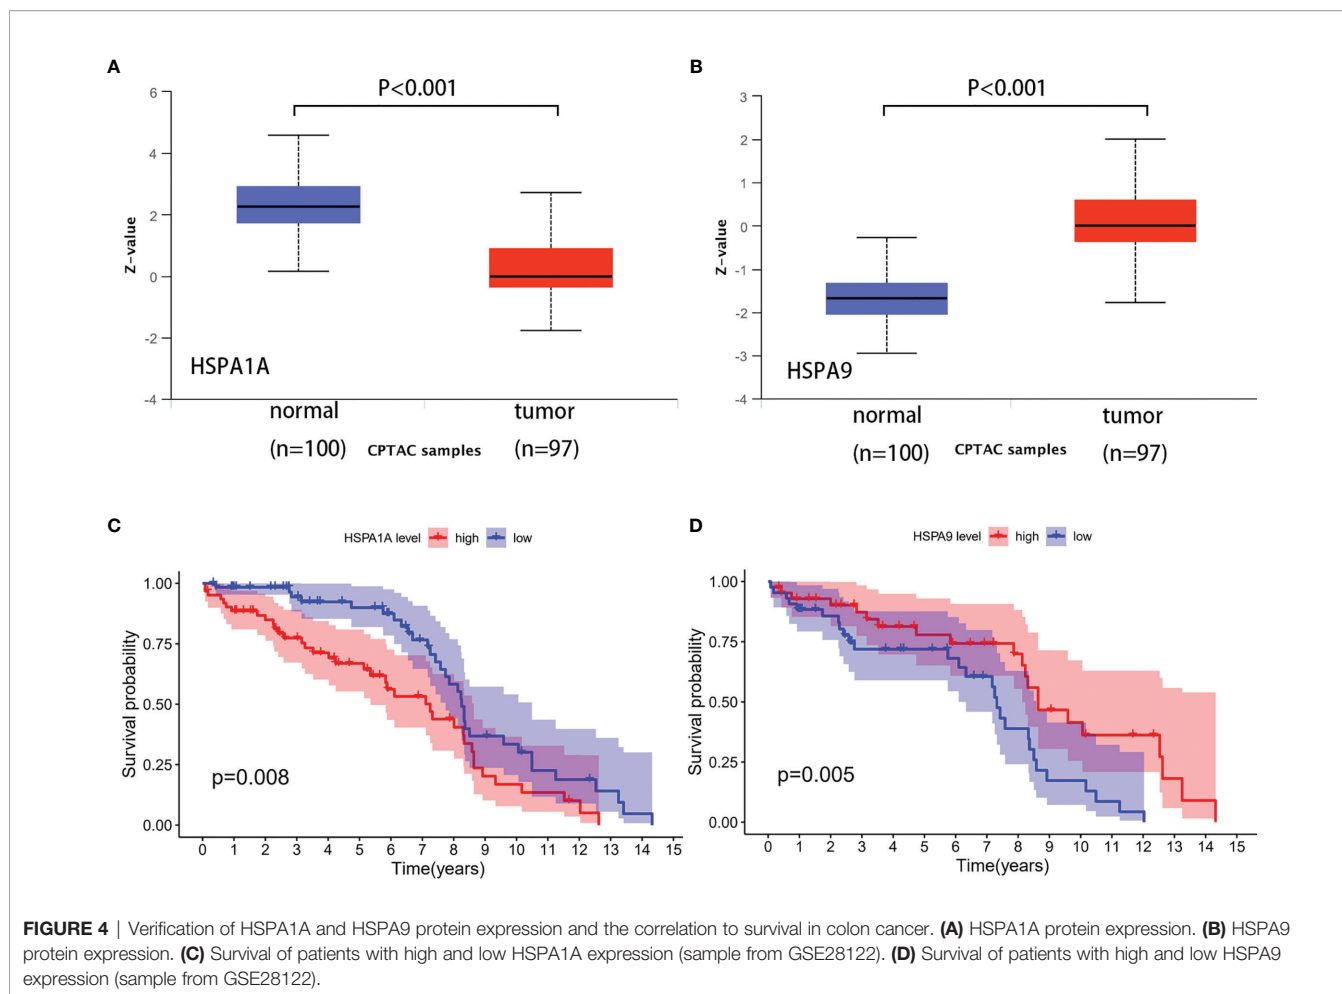 A
P<0.001
6
4
2
0
-2
-4
Z-value
HSPA1A
normal
tumor
(n=100)
CPTAC samples
(n=97)
B
P<0.001
3
2
1
0
-1
-2
-3
-4
Z-value
HSPA9
normal
tumor
(n=100)
CPTAC samples
(n=97)
C
HSPA1A level high low
1.00
0.75
0.50
0.25
0.00
Survival probability
p=0.008
0 1 2 3 4 5 6 7 8 9 10 11 12 13 14 15
Time(years)
D
HSPA9 level high low
1.00
0.75
0.50
0.25
0.00
Survival probability
p=0.005
0 1 2 3 4 5 6 7 8 9 10 11 12 13 14 15
Time(years)
FIGURE 4 | Verification of HSPA1A and HSPA9 protein expression and the correlation to survival in colon cancer. (A) HSPA1A protein expression. (B) HSPA9
protein expression. (C) Survival of patients with high and low HSPA1A expression (sample from GSE28122). (D) Survival of patients with high and low HSPA9
expression (sample from GSE28122).